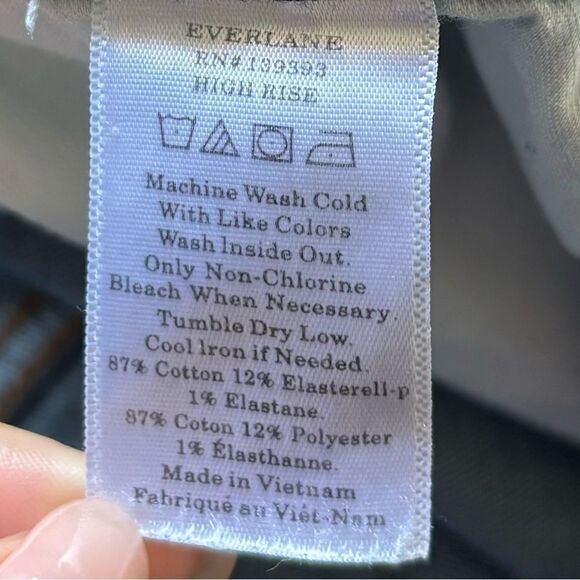 EVERLANE
RN# 139393
HIGH RISE
Machine Wash Cold
With Like Colors
Wash Inside Out.
Only Non-Chlorine
Bleach When Necessary.
Tumble Dry Low.
Cool Iron if Needed.
87% Cotton 12% Elasterell-p
1% Elastane.
87% Coton 12% Polyester
1% Élasthanne.
Made in Vietnam
Fabriqué au Viêt-Nam